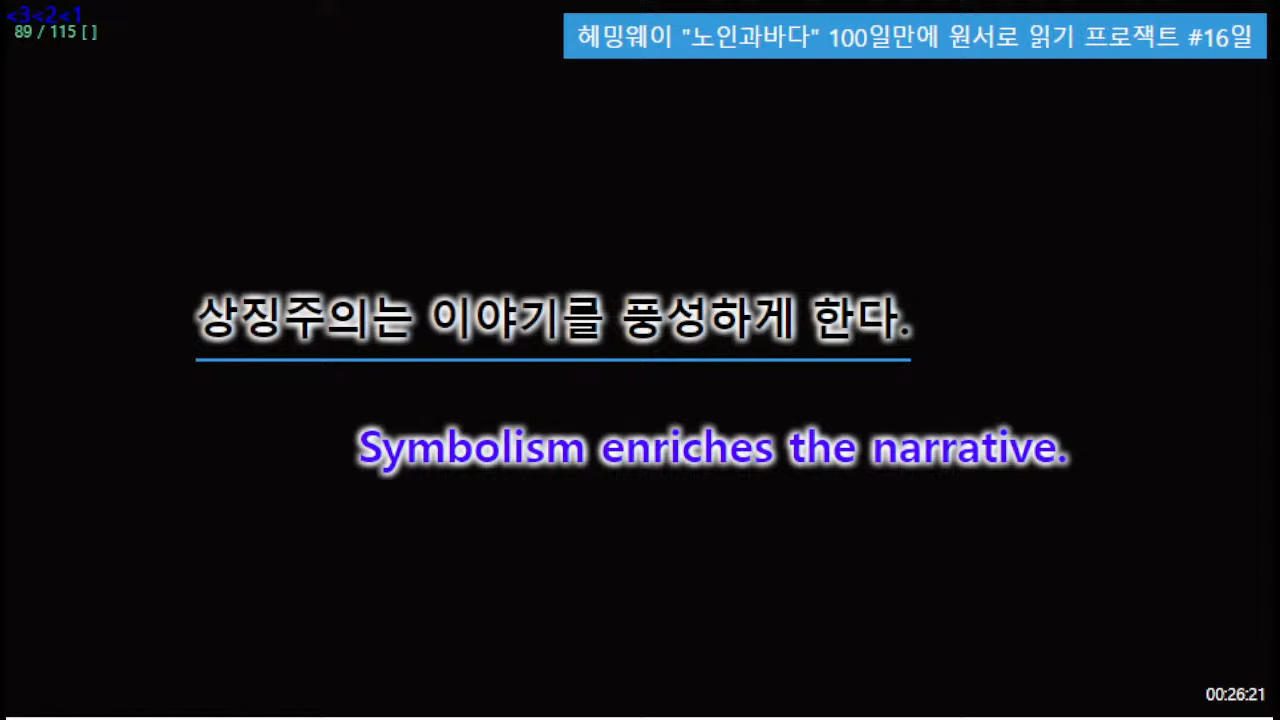 <3<2<1
89 / 115 [ ]
헤밍웨이 "노인과바다" 100일만에 원서로 읽기 프로잭트 #16일
상징주의는 이야기를 풍성하게 한다.
Symbolism enriches the narrative.
00:26:21